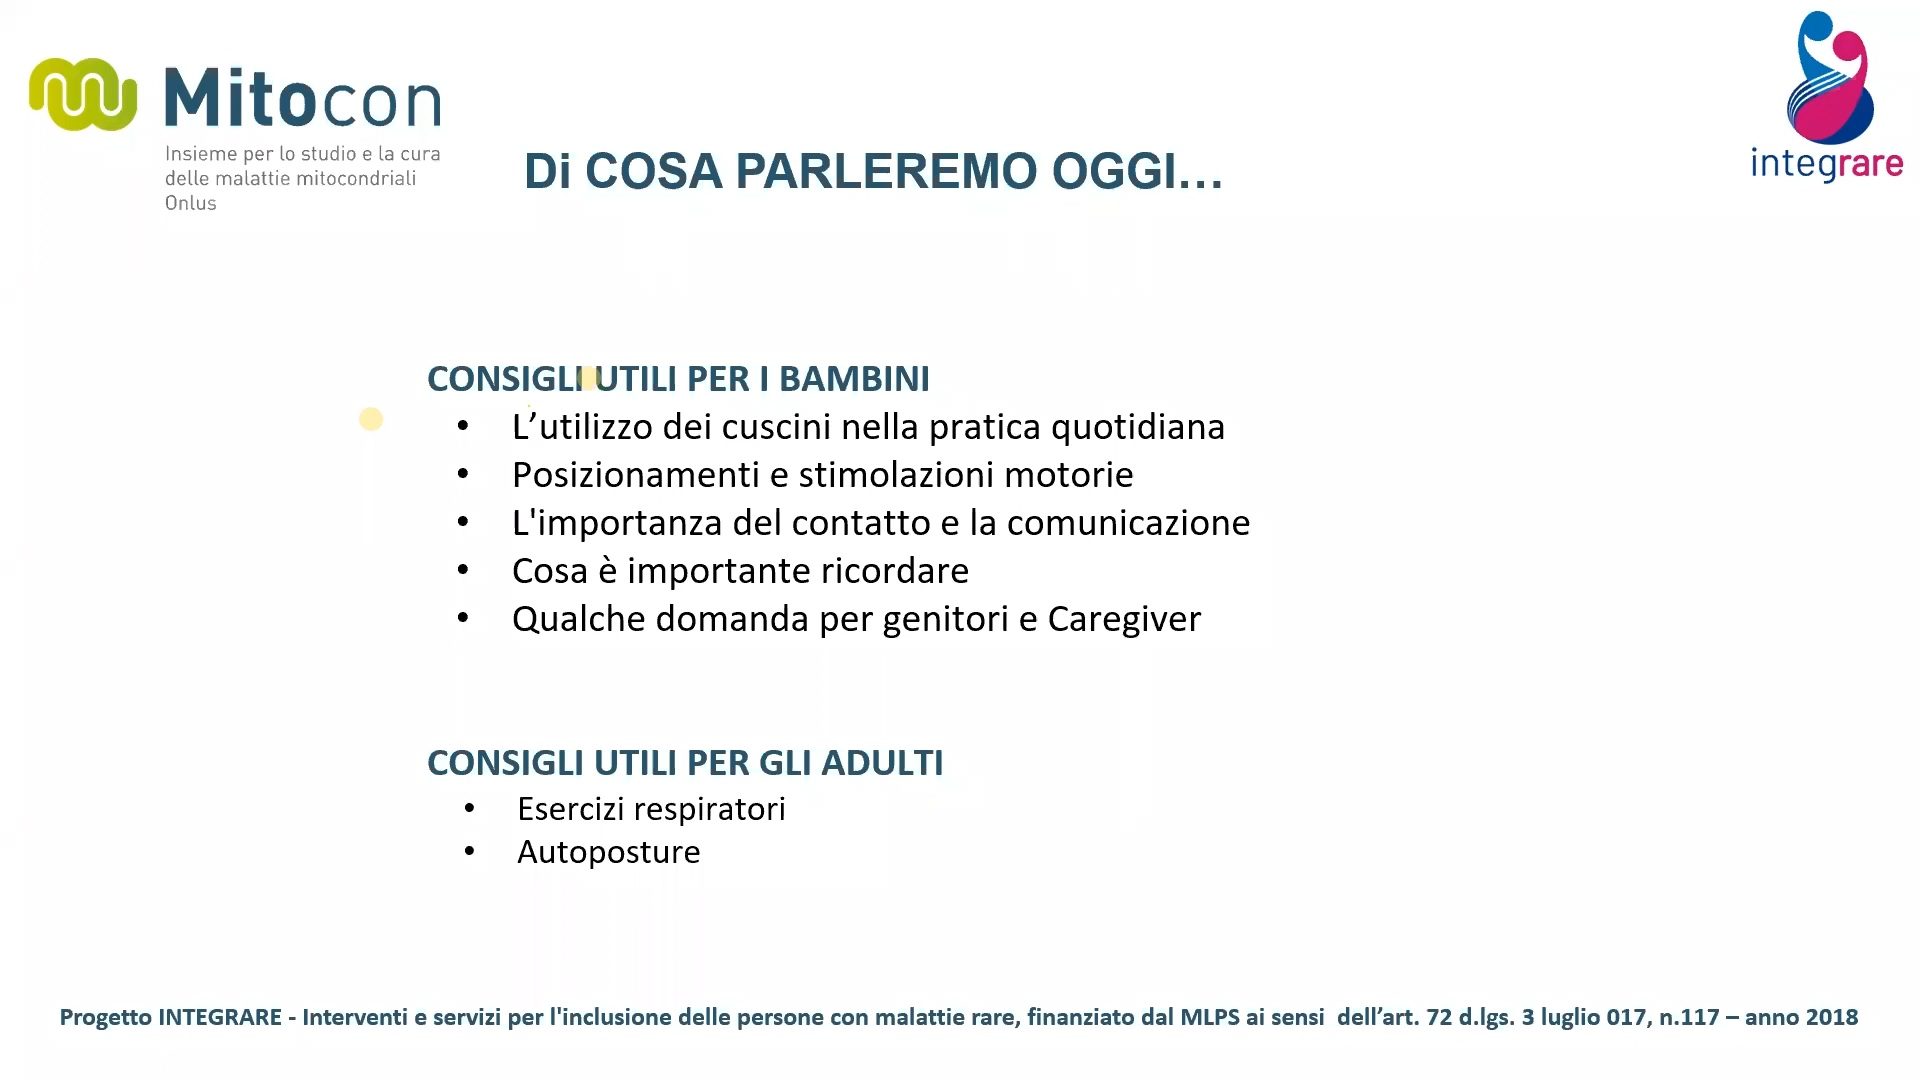 Mitocon
Insieme per lo studio e la cura
delle malattie mitocondriali
Onlus
integrare
Di COSA PARLEREMO OGGI...
CONSIGLI UTILI PER I BAMBINI
• L’utilizzo dei cuscini nella pratica quotidiana
• Posizionamenti e stimolazioni motorie
• L'importanza del contatto e la comunicazione
• Cosa è importante ricordare
• Qualche domanda per genitori e Caregiver
CONSIGLI UTILI PER GLI ADULTI
• Esercizi respiratori
• Autoposture
Progetto INTEGRARE - Interventi e servizi per l'inclusione delle persone con malattie rare, finanziato dal MLPS ai sensi dell’art. 72 d.lgs. 3 luglio 017, n.117 – anno 2018